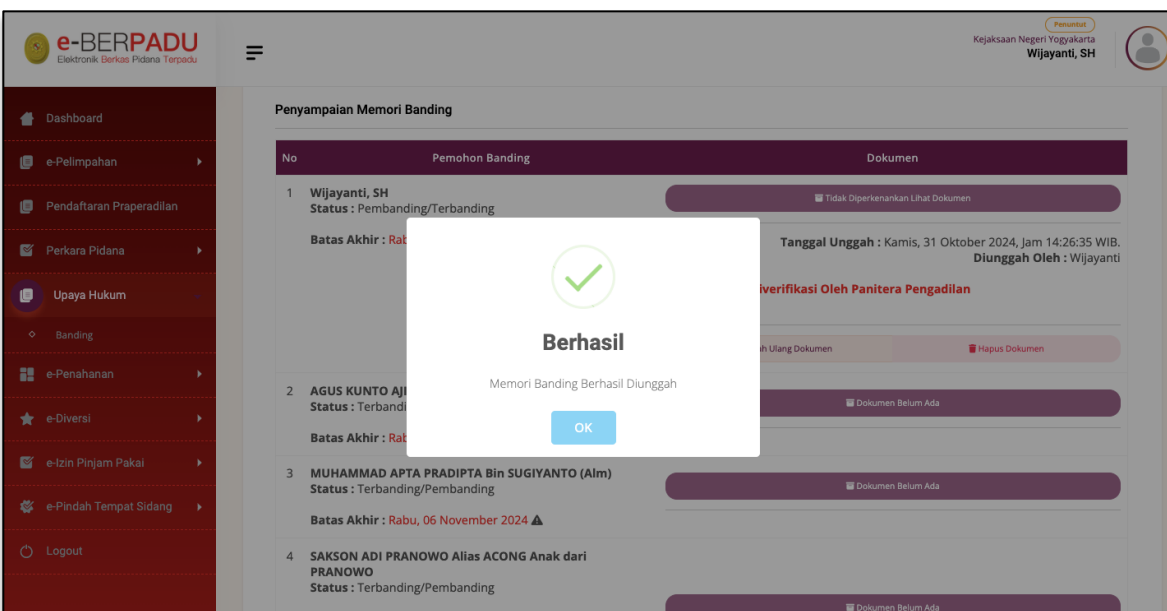 e-BERPADU
Elektronik Berkas Pidana Terpadu
Penuntut
Kejaksaan Negeri Yogyakarta
Wijayanti, SH
Dashboard
e-Pelimpahan
Pendaftaran Praperadilan
Perkara Pidana
Upaya Hukum
Banding
e-Penahanan
e-Diversi
e-Izin Pinjam Pakai
e-Pindah Tempat Sidang
Logout
Penyampaian Memori Banding
No Pemohon Banding Dokumen
1 Wijayanti, SH
Status : Pembanding/Terbanding
Batas Akhir : Rab
Tidak Diperkenankan Lihat Dokumen
Tanggal Unggah : Kamis, 31 Oktober 2024, Jam 14:26:35 WIB.
Diunggah Oleh : Wijayanti
iverifikasi Oleh Panitera Pengadilan
Ulang Dokumen Hapus Dokumen
Berhasil
Memori Banding Berhasil Diunggah
OK
2 AGUS KUNTO AJI
Status : Terbandi
Batas Akhir : Rab
Dokumen Belum Ada
3 MUHAMMAD APTA PRADIPTA Bin SUGIYANTO (Alm)
Status : Terbanding/Pembanding
Batas Akhir : Rabu, 06 November 2024
Dokumen Belum Ada
4 SAKSON ADI PRANOWO Alias ACONG Anak dari
PRANOWO
Status : Terbanding/Pembanding
Dokumen Belum Ada